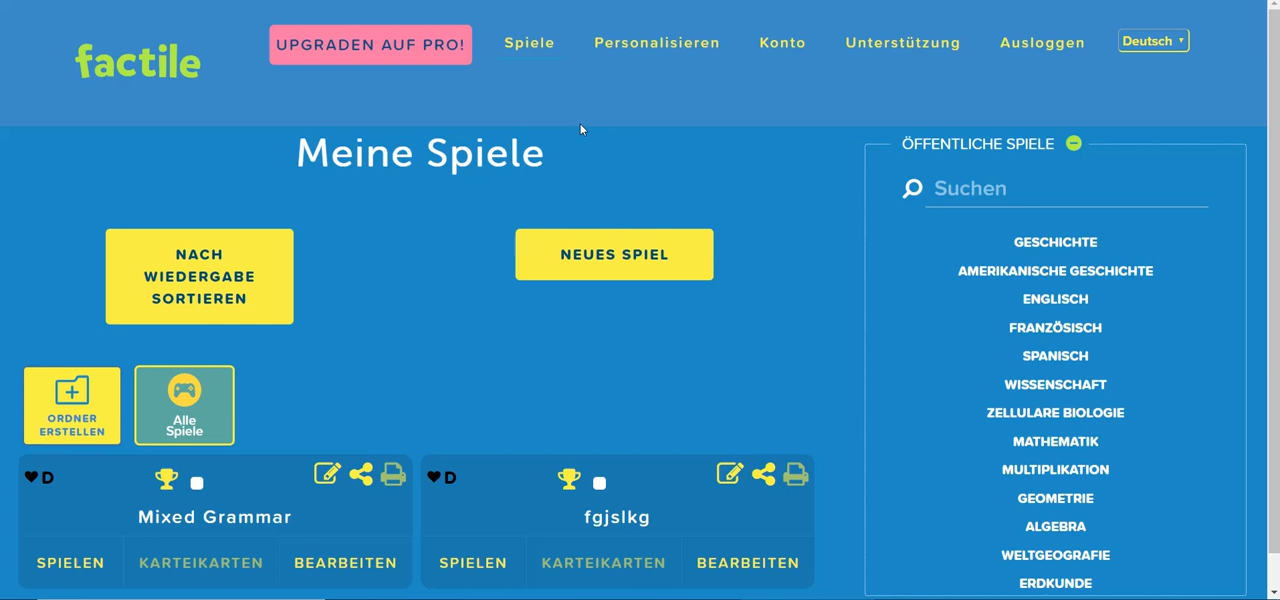 factile
UPGRADEN AUF PRO!
Spiele
Personalisieren
Konto
Unterstützung
Ausloggen
Deutsch
Meine Spiele
NACH
WIEDERGABE
SORTIEREN
NEUES SPIEL
ORDNER
ERSTELLEN
Alle
Spiele
D
Mixed Grammar
SPIELEN
KARTEIKARTEN
BEARBEITEN
D
fgjslkg
SPIELEN
KARTEIKARTEN
BEARBEITEN
ÖFFENTLICHE SPIELE
Suchen
GESCHICHTE
AMERIKANISCHE GESCHICHTE
ENGLISCH
FRANZÖSISCH
SPANISCH
WISSENSCHAFT
ZELLULARE BIOLOGIE
MATHEMATIK
MULTIPLIKATION
GEOMETRIE
ALGEBRA
WELTGEOGRAFIE
ERDKUNDE